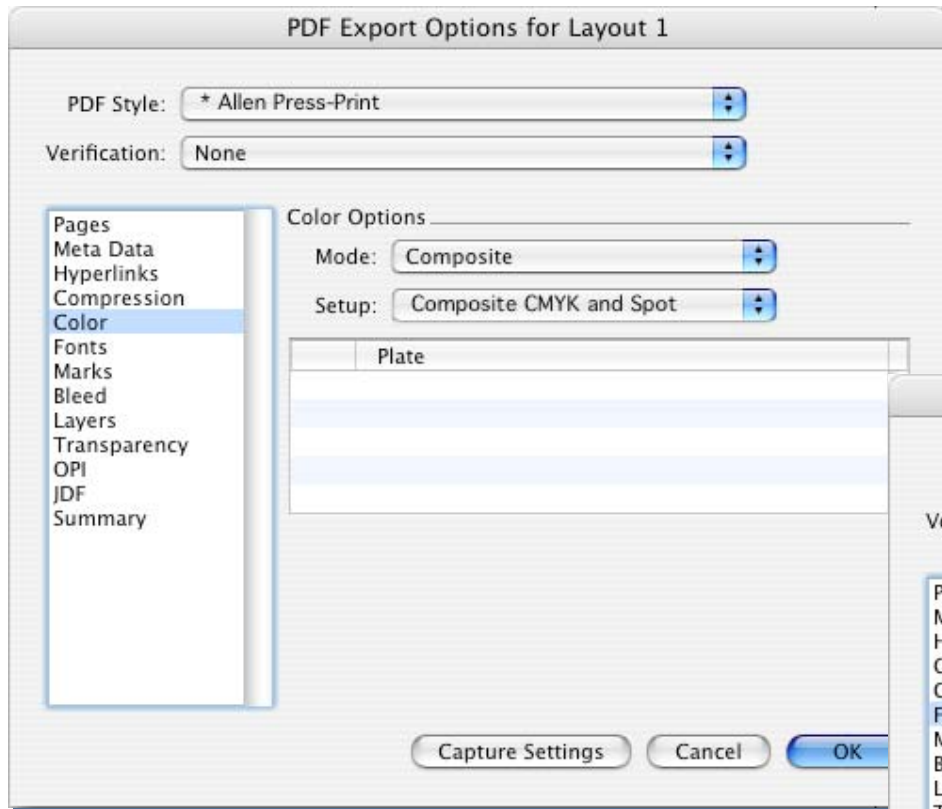 PDF Export Options for Layout 1
PDF Style: * Allen Press-Print
Verification: None
Pages
Meta Data
Hyperlinks
Compression
Color
Fonts
Marks
Bleed
Layers
Transparency
OPI
JDF
Summary
Color Options
Mode: Composite
Setup: Composite CMYK and Spot
Plate
Capture Settings
Cancel
OK